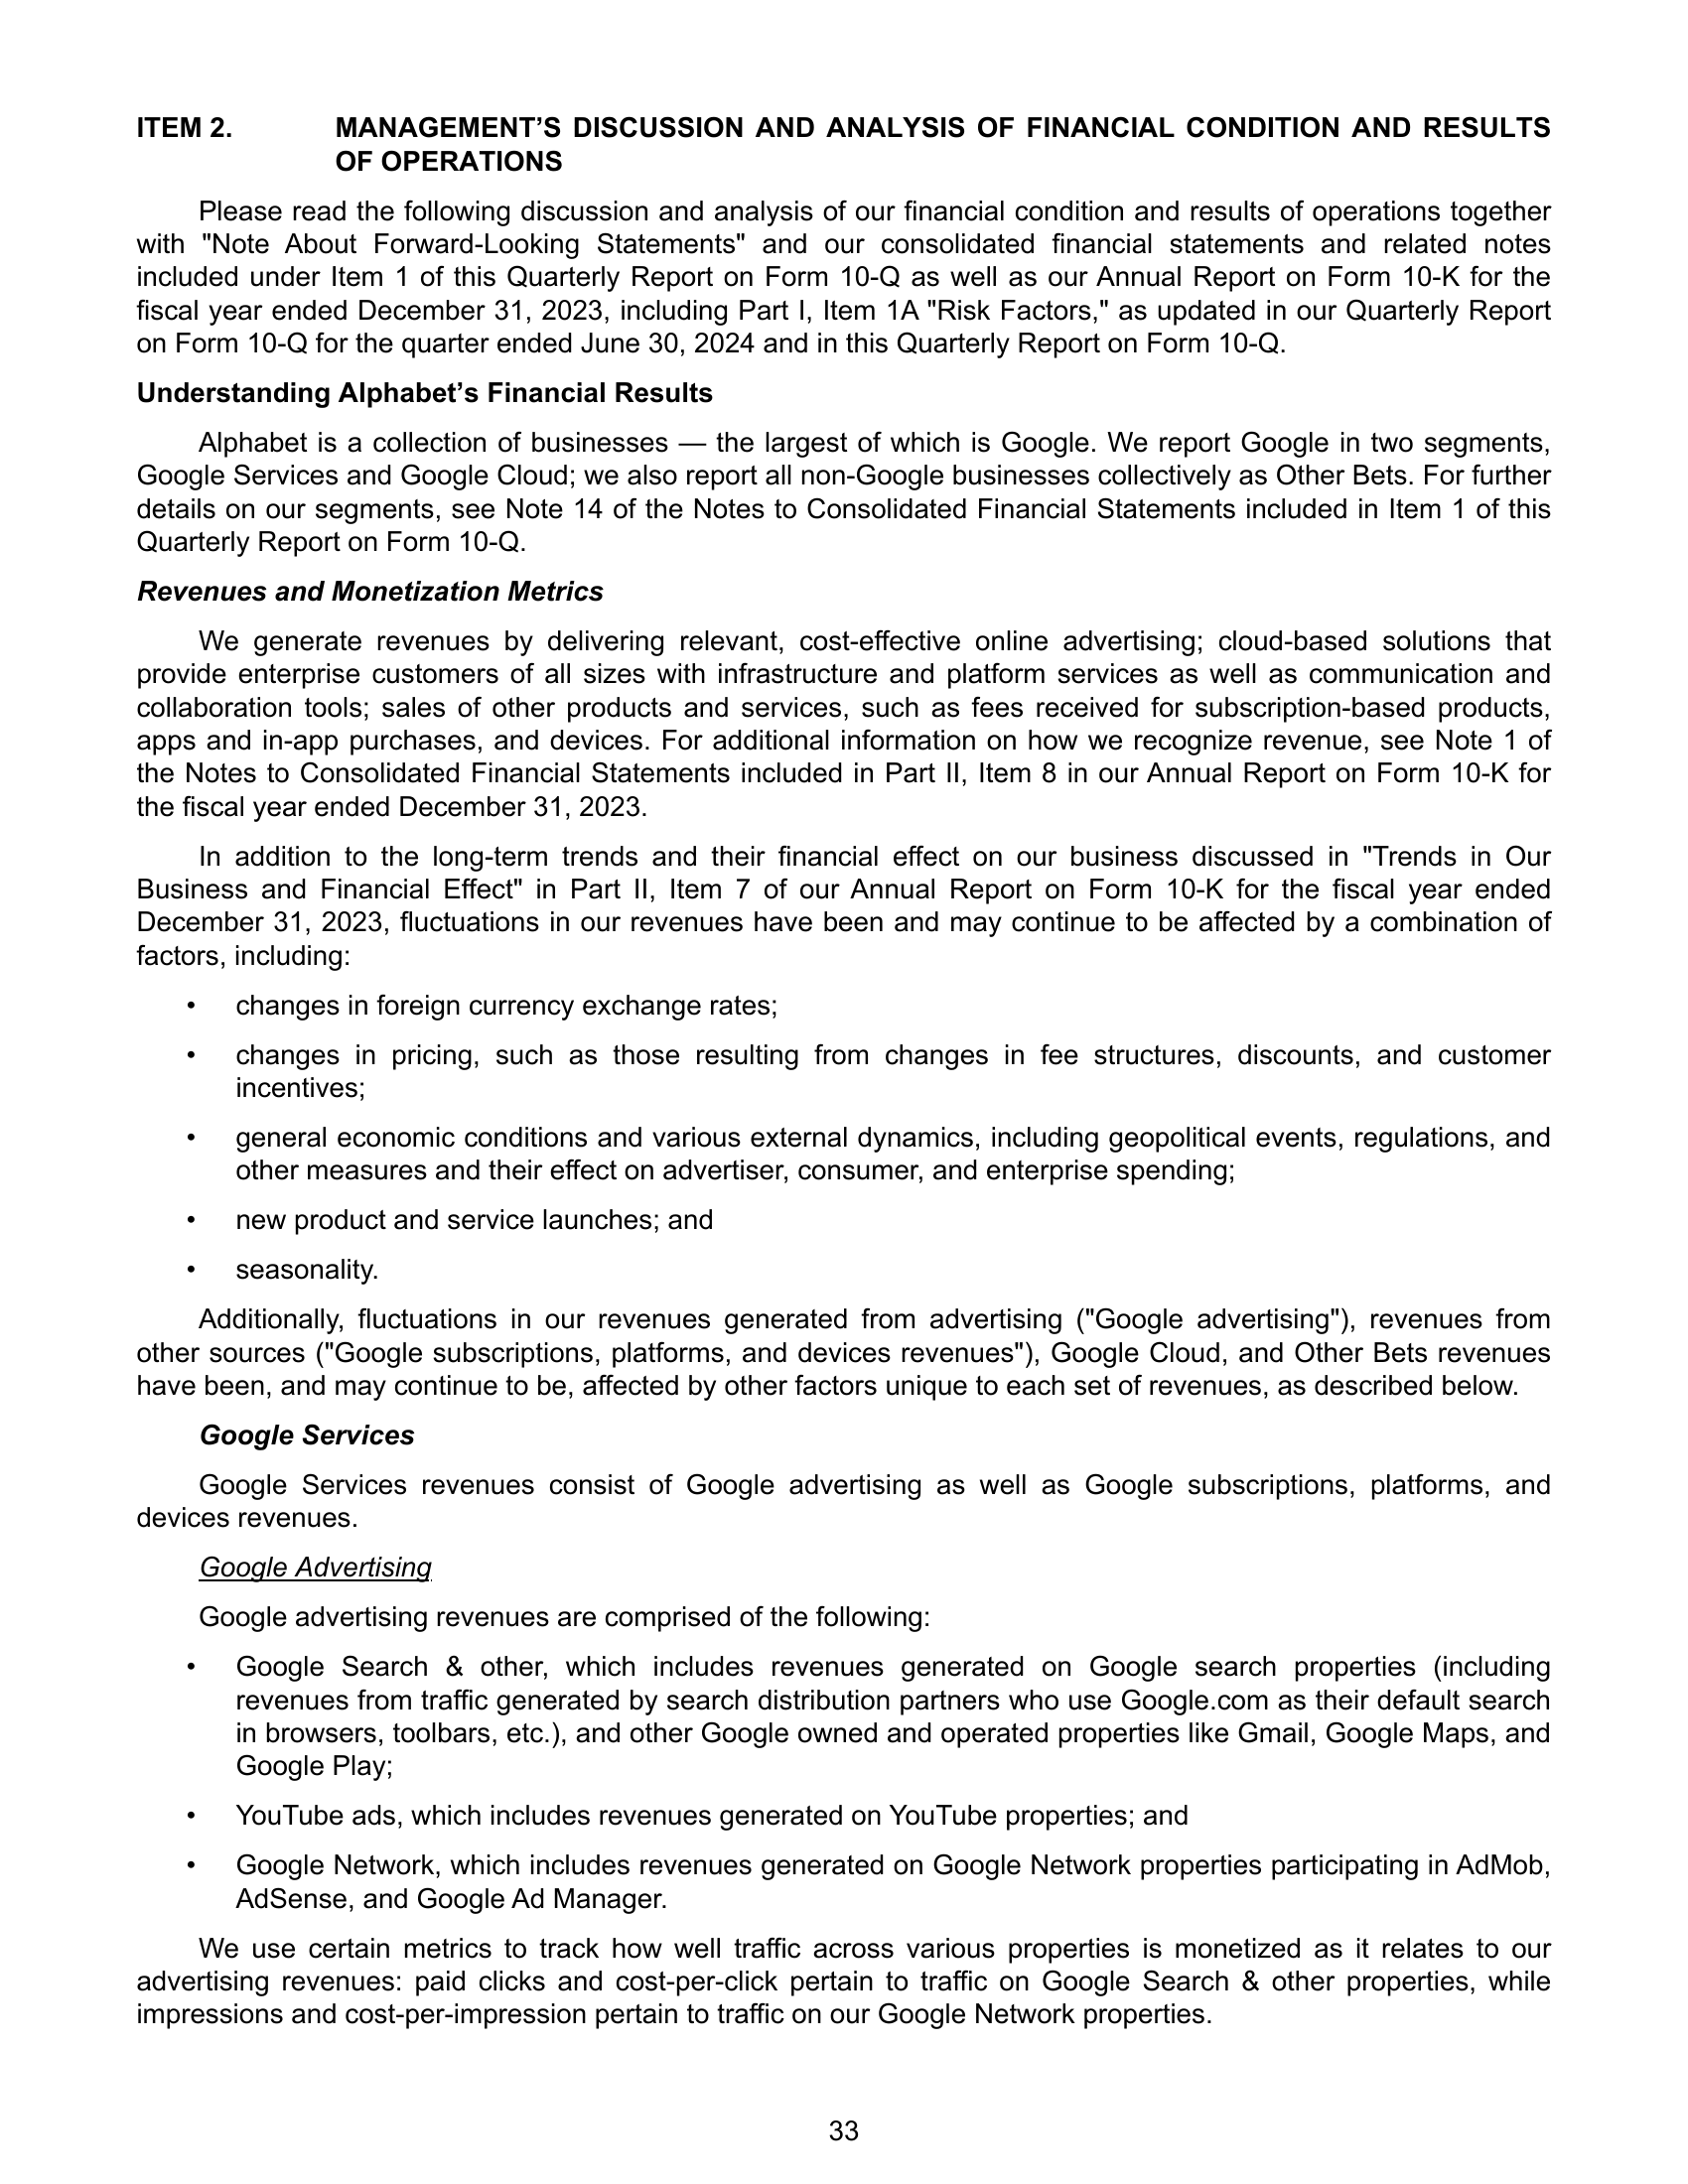 ITEM 2. MANAGEMENT’S DISCUSSION AND ANALYSIS OF FINANCIAL CONDITION AND RESULTS
OF OPERATIONS
Please read the following discussion and analysis of our financial condition and results of operations together
with "Note About Forward-Looking Statements" and our consolidated financial statements and related notes
included under Item 1 of this Quarterly Report on Form 10-Q as well as our Annual Report on Form 10-K for the
fiscal year ended December 31, 2023, including Part I, Item 1A "Risk Factors," as updated in our Quarterly Report
on Form 10-Q for the quarter ended June 30, 2024 and in this Quarterly Report on Form 10-Q.
Understanding Alphabet’s Financial Results
Alphabet is a collection of businesses — the largest of which is Google. We report Google in two segments,
Google Services and Google Cloud; we also report all non-Google businesses collectively as Other Bets. For further
details on our segments, see Note 14 of the Notes to Consolidated Financial Statements included in Item 1 of this
Quarterly Report on Form 10-Q.
Revenues and Monetization Metrics
We generate revenues by delivering relevant, cost-effective online advertising; cloud-based solutions that
provide enterprise customers of all sizes with infrastructure and platform services as well as communication and
collaboration tools; sales of other products and services, such as fees received for subscription-based products,
apps and in-app purchases, and devices. For additional information on how we recognize revenue, see Note 1 of
the Notes to Consolidated Financial Statements included in Part II, Item 8 in our Annual Report on Form 10-K for
the fiscal year ended December 31, 2023.
In addition to the long-term trends and their financial effect on our business discussed in "Trends in Our
Business and Financial Effect" in Part II, Item 7 of our Annual Report on Form 10-K for the fiscal year ended
December 31, 2023, fluctuations in our revenues have been and may continue to be affected by a combination of
factors, including:
• changes in foreign currency exchange rates;
• changes in pricing, such as those resulting from changes in fee structures, discounts, and customer
incentives;
• general economic conditions and various external dynamics, including geopolitical events, regulations, and
other measures and their effect on advertiser, consumer, and enterprise spending;
• new product and service launches; and
• seasonality.
Additionally, fluctuations in our revenues generated from advertising ("Google advertising"), revenues from
other sources ("Google subscriptions, platforms, and devices revenues"), Google Cloud, and Other Bets revenues
have been, and may continue to be, affected by other factors unique to each set of revenues, as described below.
Google Services
Google Services revenues consist of Google advertising as well as Google subscriptions, platforms, and
devices revenues.
Google Advertising
Google advertising revenues are comprised of the following:
• Google Search & other, which includes revenues generated on Google search properties (including
revenues from traffic generated by search distribution partners who use Google.com as their default search
in browsers, toolbars, etc.), and other Google owned and operated properties like Gmail, Google Maps, and
Google Play;
• YouTube ads, which includes revenues generated on YouTube properties; and
• Google Network, which includes revenues generated on Google Network properties participating in AdMob,
AdSense, and Google Ad Manager.
We use certain metrics to track how well traffic across various properties is monetized as it relates to our
advertising revenues: paid clicks and cost-per-click pertain to traffic on Google Search & other properties, while
impressions and cost-per-impression pertain to traffic on our Google Network properties.
33